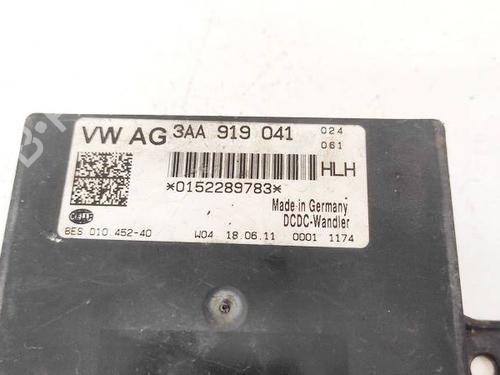 VW AG 3AA 919 041 024
061
HLH
*0152289783*
Made in Germany
DCDC-Wandler
HELLA
8ES 010 452-40 W04 18.06.11 0001 1174